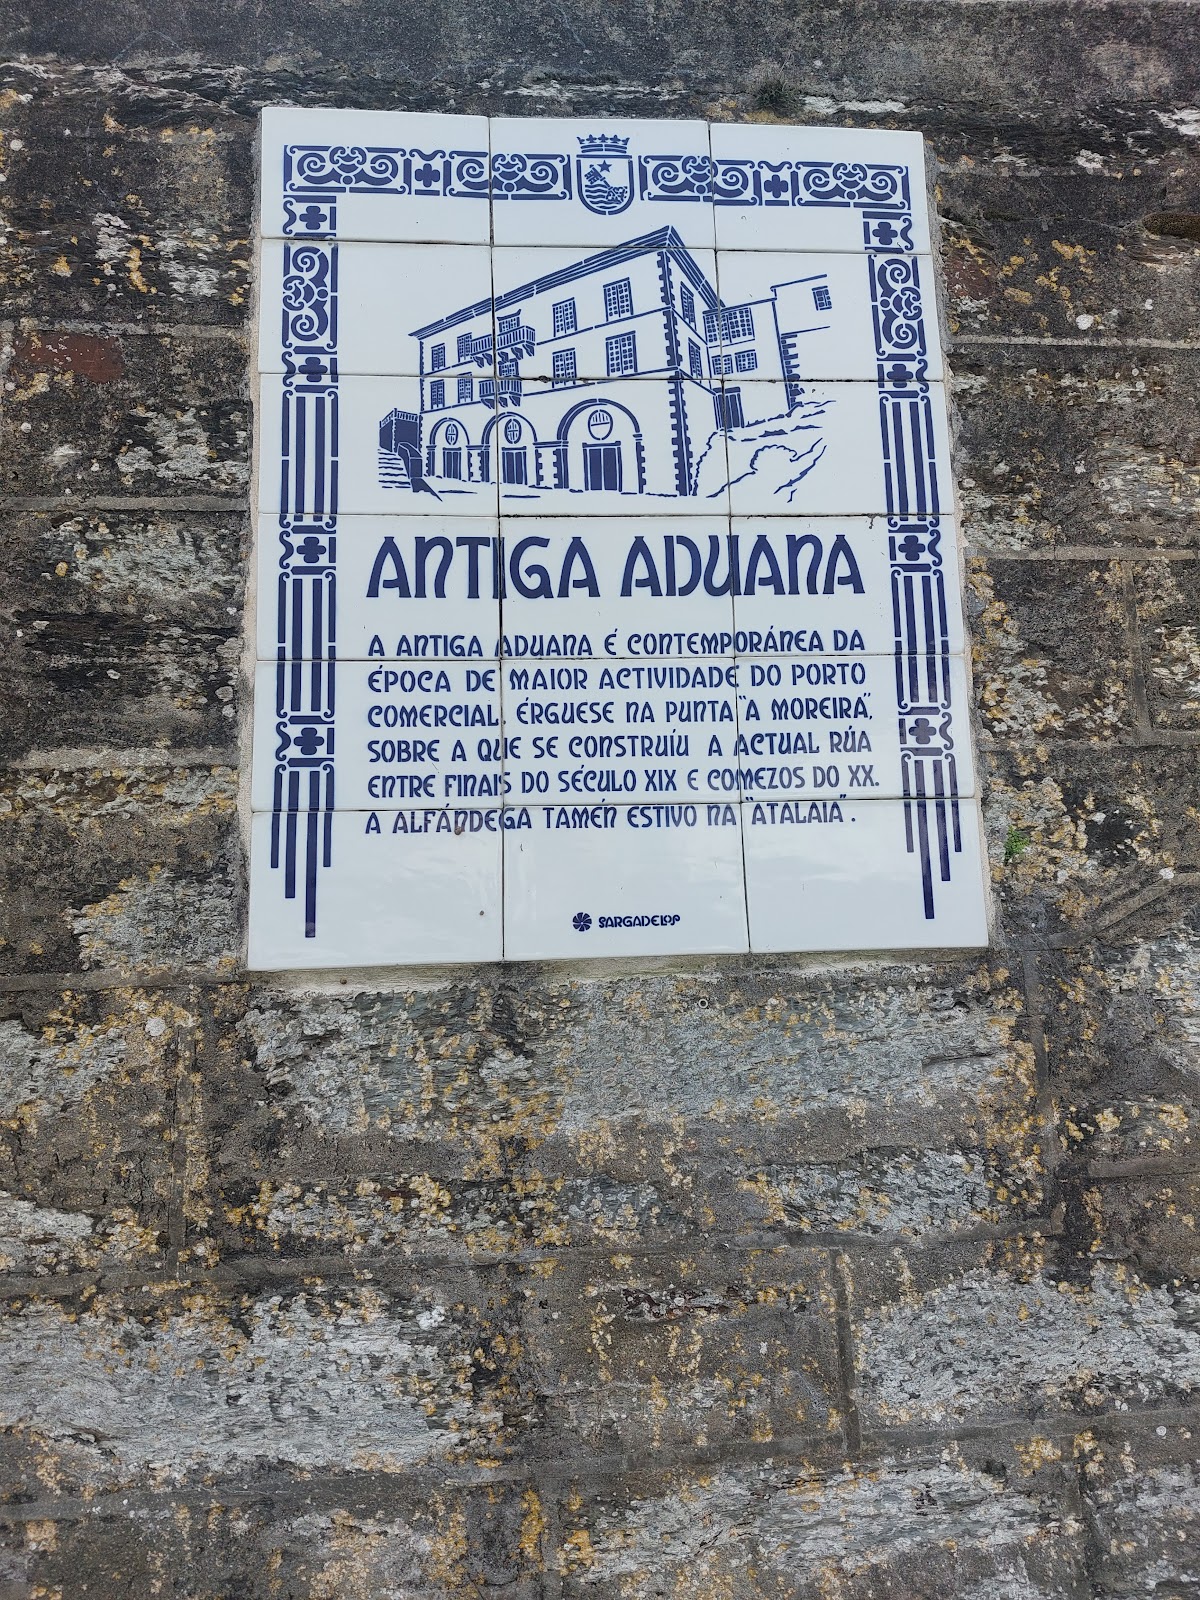 ANTIGA ADUANA
A ANTIGA ADUANA É CONTEMPORÁNEA DA
ÉPOCA DE MAIOR ACTIVIDADE DO PORTO
COMERCIAL. ÉRGUESE NA PUNTA "A MOREIRA",
SOBRE A QUE SE CONSTRUÍU A ACTUAL RÚA
ENTRE FINAIS DO SÉCULO XIX E COMEZOS DO XX.
A ALFÁNDEGA TAMÉN ESTIVO NA "ATALAIA".
SARGADELOS